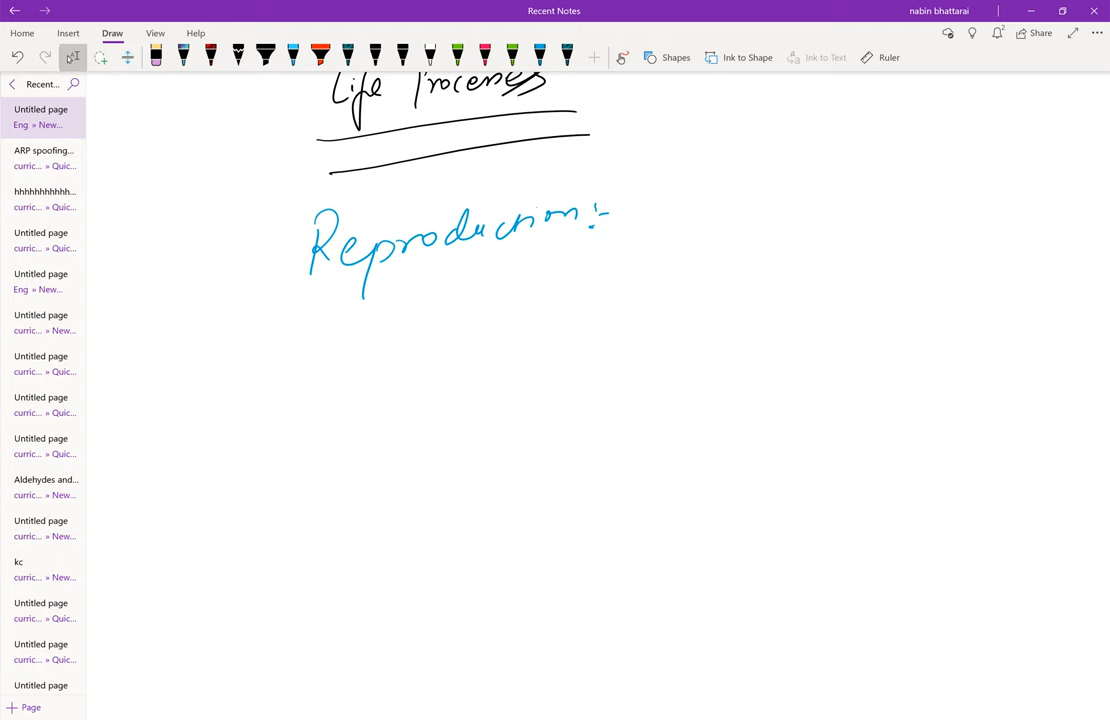 Recent Notes
nabin bhattarai
Home
Insert
Draw
View
Help
Share
Shapes
Ink to Shape
Ink to Text
Ruler
Recent...
Untitled page
Eng » New...
ARP spoofing...
curric... » Quic...
hhhhhhhhhhh...
curric... » Quic...
Untitled page
curric... » Quic...
Untitled page
Eng » New...
Untitled page
curric... » New...
Untitled page
curric... » Quic...
Untitled page
curric... » Quic...
Untitled page
curric... » Quic...
Aldehydes and...
curric... » New...
Untitled page
curric... » New...
kc
curric... » New...
Untitled page
curric... » Quic...
Untitled page
curric... » Quic...
Untitled page
+ Page
Life Process
Reproduction :-